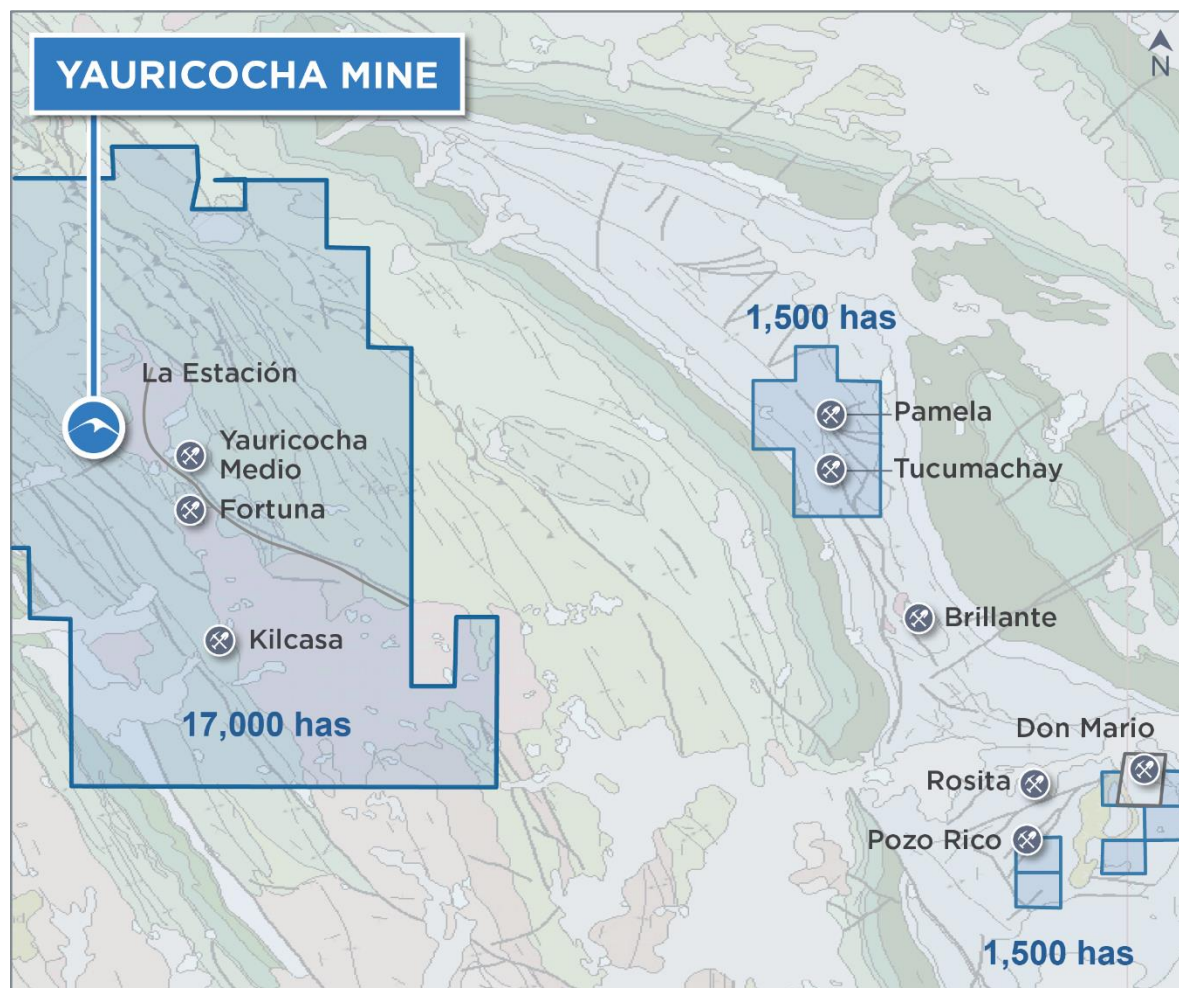 YAURICOCHA MINE
N
1,500 has
La Estación
Pamela
Yauricocha
Medio
Tucumachay
Fortuna
Brillante
Kilcasa
17,000 has
Don Mario
Rosita
Pozo Rico
1,500 has